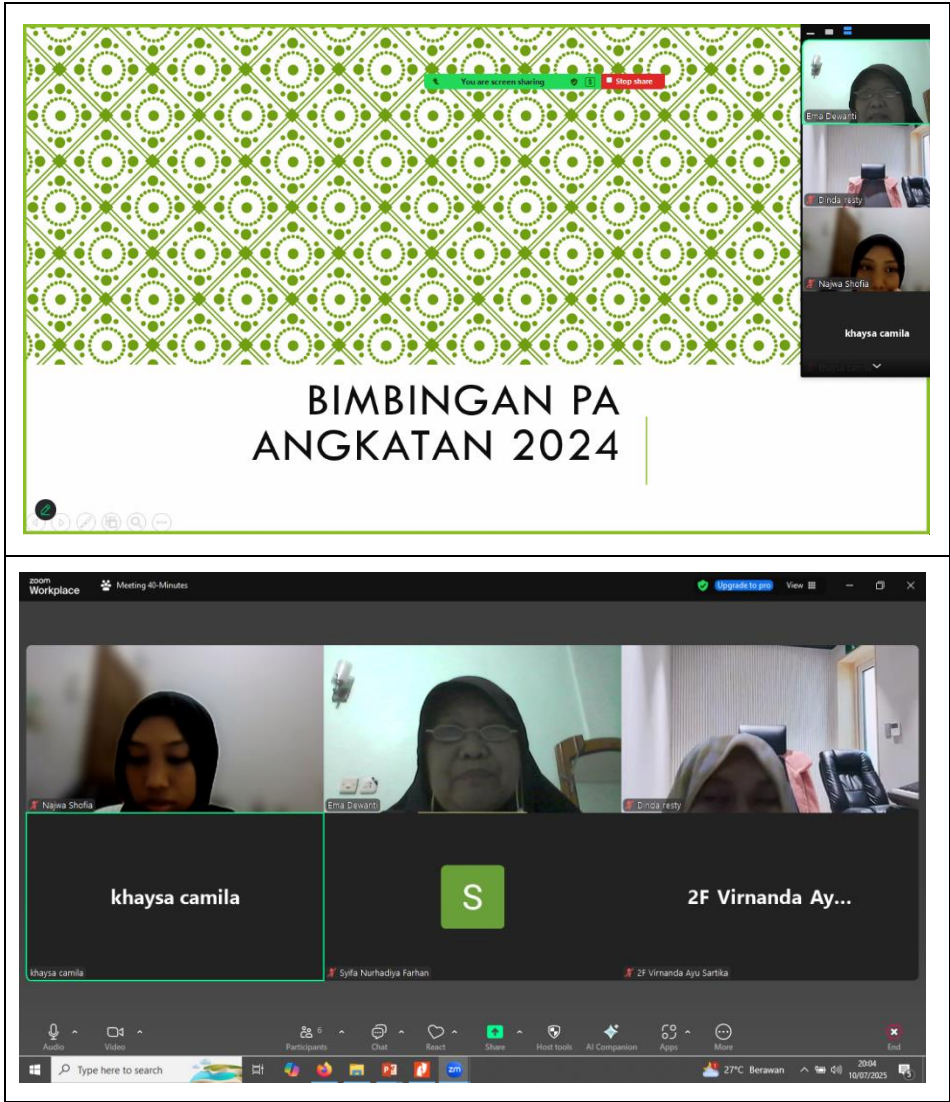 You are screen sharing
Stop share
Ema Dewanti
Dinda resty
Najwa Shofia
khaysa camila
BIMBINGAN PA
ANGKATAN 2024
zoom
Workplace
Meeting 40-Minutes
Upgrade to pro
View
Najwa Shofia
Ema Dewanti
Dinda resty
khaysa camila
S
2F Virnanda Ay...
khaysa camila
Syifa Nurhadiya Farhan
2F Virnanda Ayu Sartika
6
Audio
Video
Participants
Chat
React
Share
Host tools
AI Companion
Apps
More
End
Type here to search
zm
27°C Berawan
20:04
10/07/2025